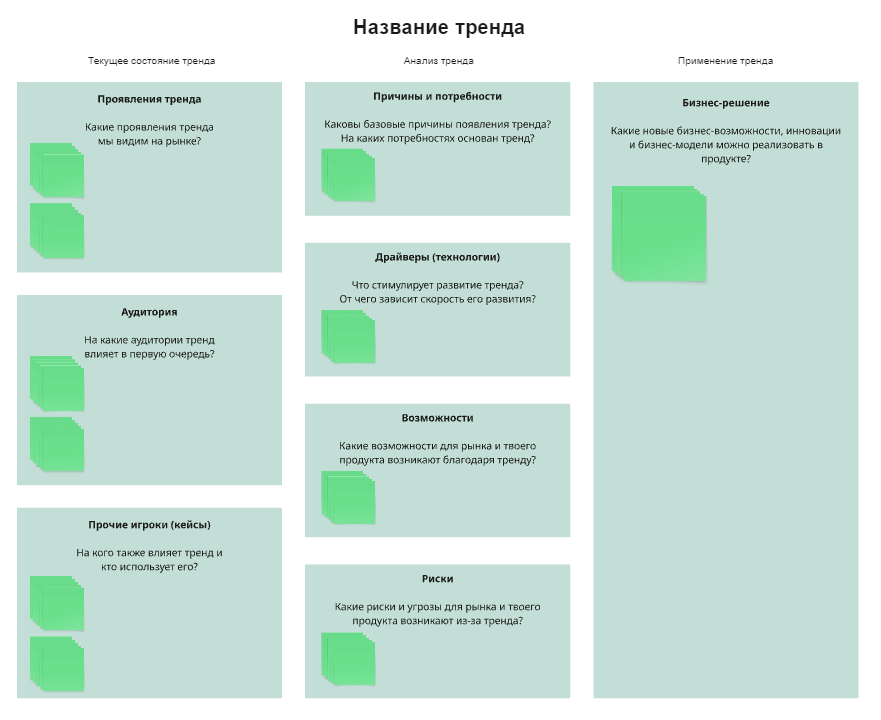 Название тренда
Текущее состояние тренда
Анализ тренда
Применение тренда
Проявления тренда
Какие проявления тренда
мы видим на рынке?
Аудитория
На какие аудитории тренд
влияет в первую очередь?
Прочие игроки (кейсы)
На кого также влияет тренд и
кто использует его?
Причины и потребности
Каковы базовые причины появления тренда?
На каких потребностях основан тренд?
Драйверы (технологии)
Что стимулирует развитие тренда?
От чего зависит скорость его развития?
Возможности
Какие возможности для рынка и твоего
продукта возникают благодаря тренду?
Риски
Какие риски и угрозы для рынка и твоего
продукта возникают из-за тренда?
Бизнес-решение
Какие новые бизнес-возможности, инновации
и бизнес-модели можно реализовать в
продукте?